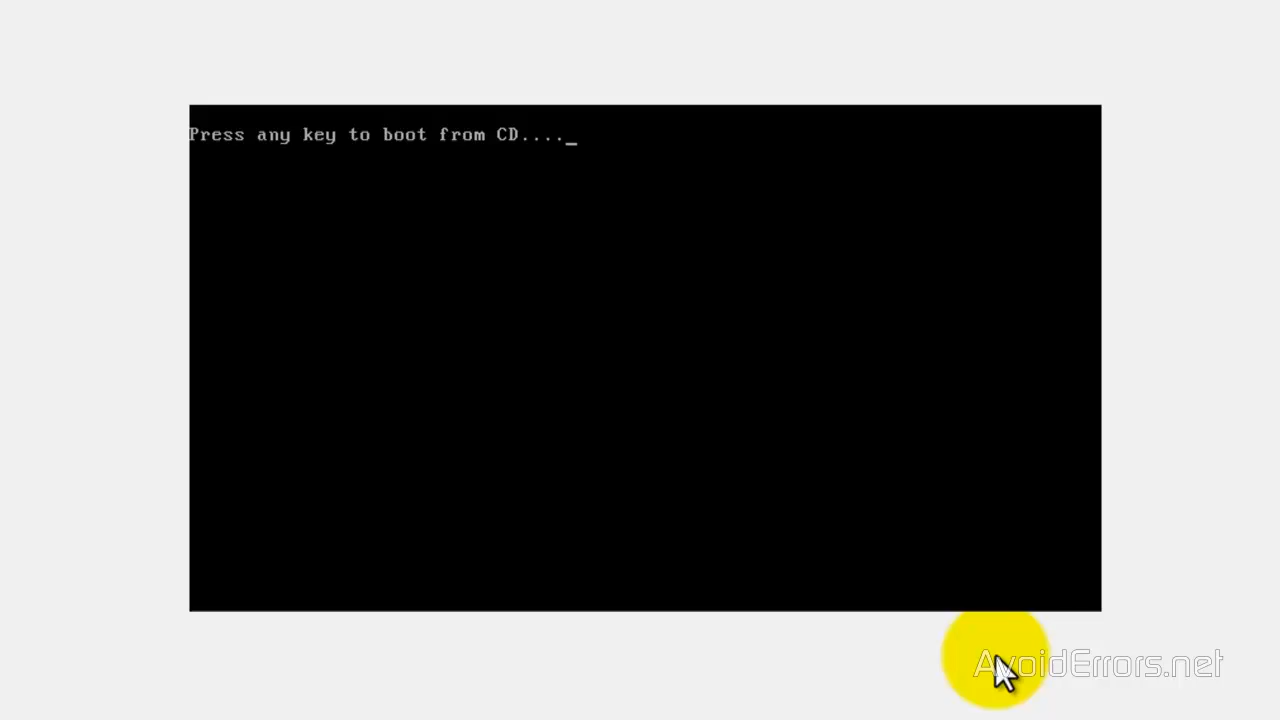 Press any key to boot from CD...._
AvoidErrors.net